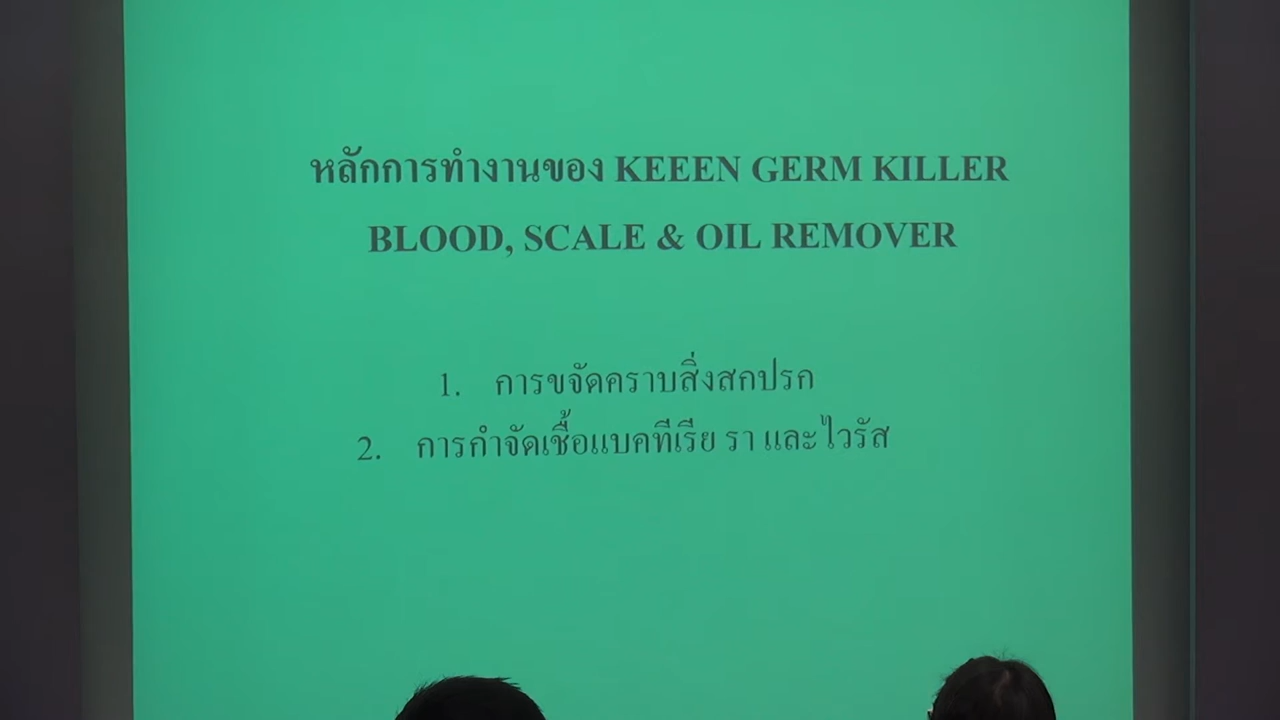 หลักการทำงานของ KEEEN GERM KILLER
BLOOD, SCALE & OIL REMOVER
1. การขจัดคราบสิ่งสกปรก
2. การกำจัดเชื้อแบคทีเรีย รา และไวรัส